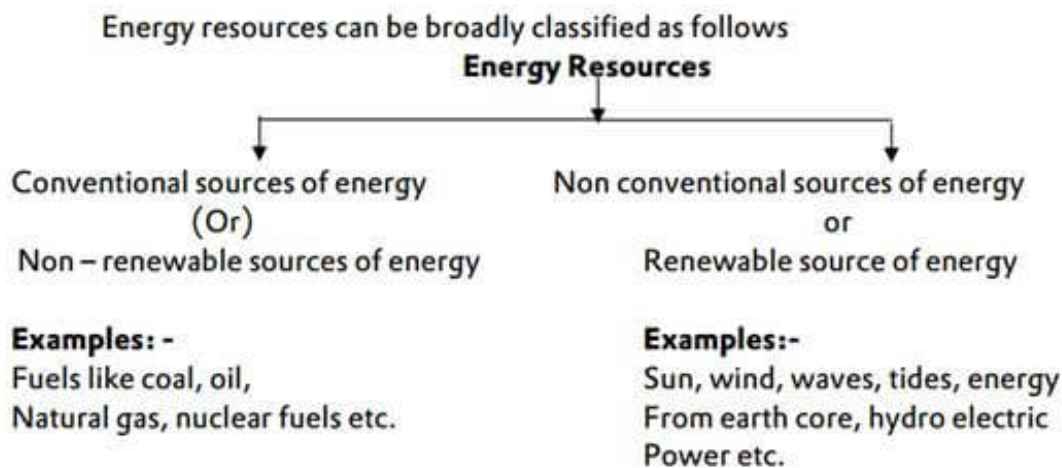 Energy resources can be broadly classified as follows
Energy Resources
Conventional sources of energy
(Or)
Non – renewable sources of energy
Examples: -
Fuels like coal, oil,
Natural gas, nuclear fuels etc.
Non conventional sources of energy
or
Renewable source of energy
Examples:-
Sun, wind, waves, tides, energy
From earth core, hydro electric
Power etc.